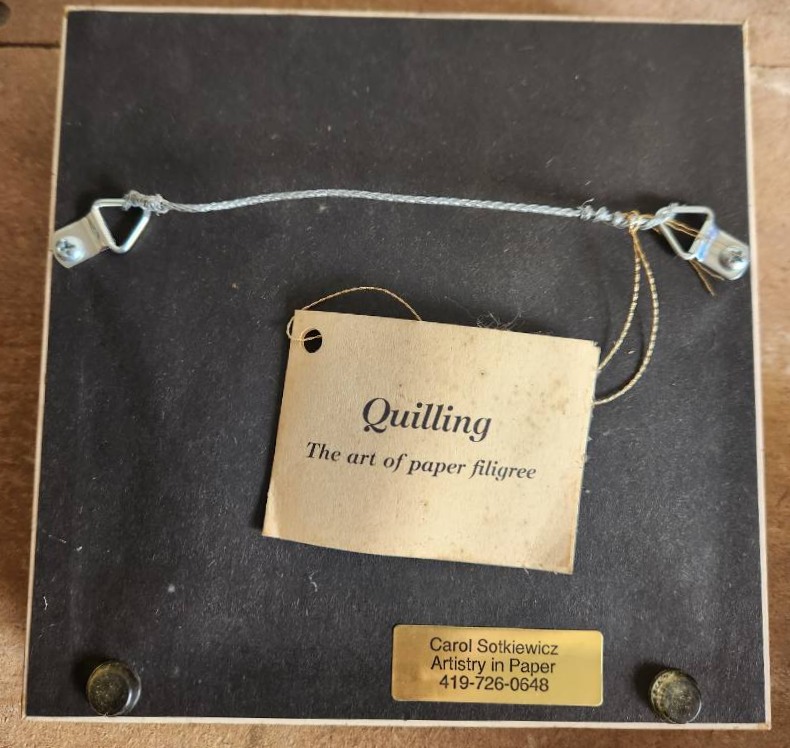 Quilling
The art of paper filigree
Carol Sotkiewicz
Artistry in Paper
419-726-0648